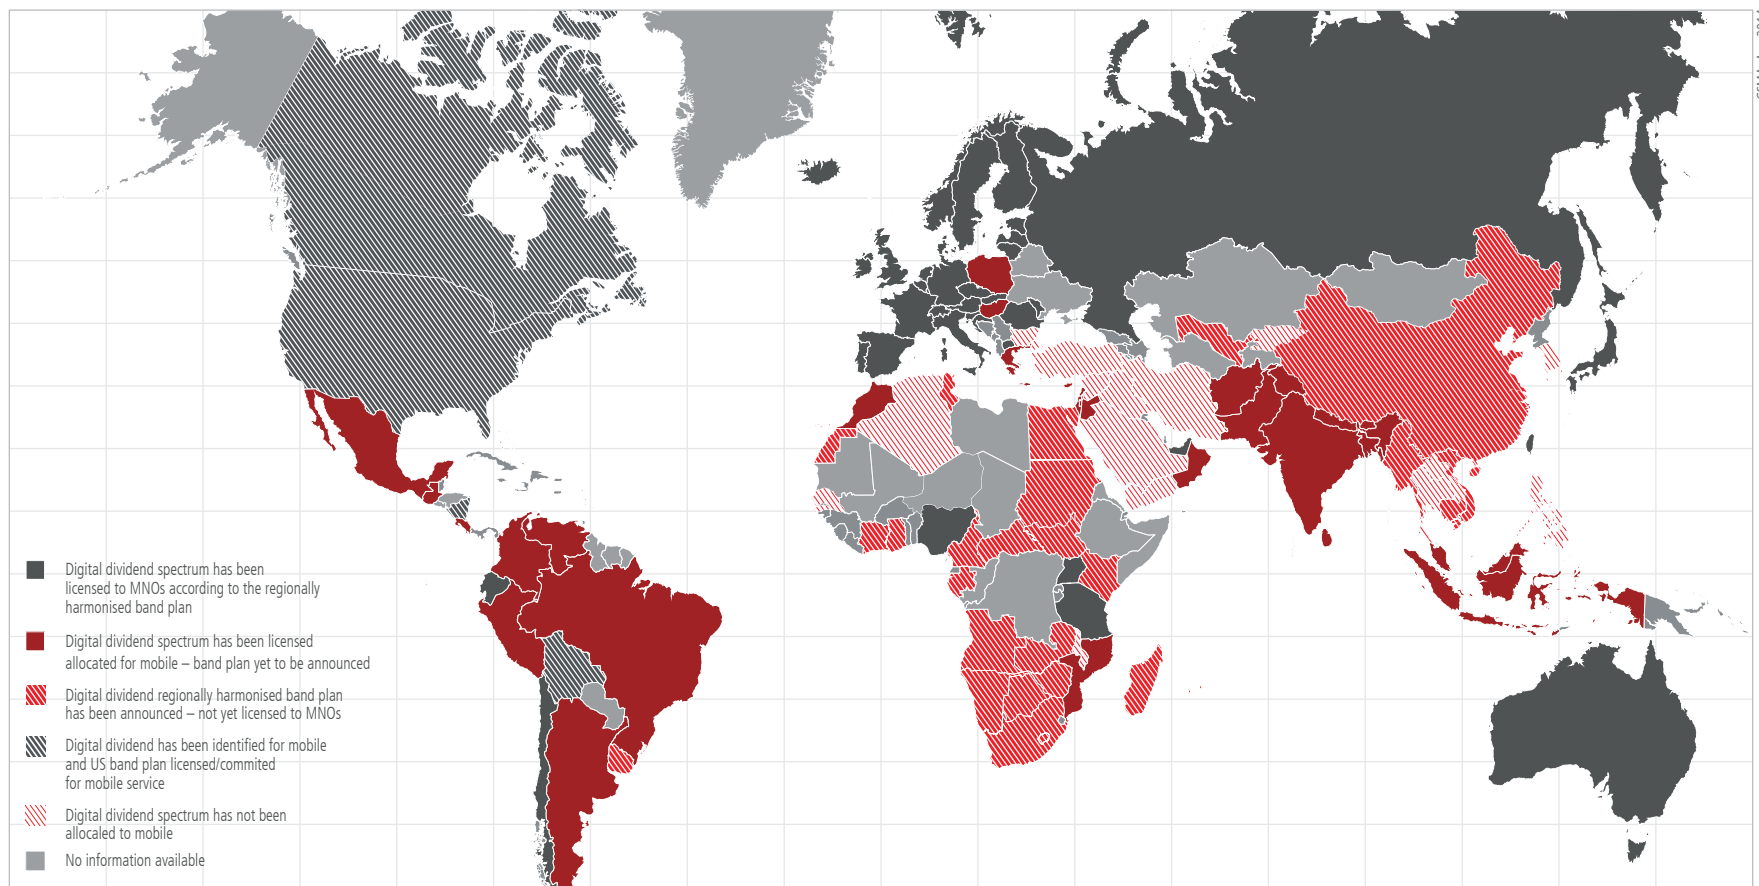 Digital dividend spectrum has been
licensed to MNOs according to the regionally
harmonised band plan
Digital dividend spectrum has been licensed
allocated for mobile – band plan yet to be announced
Digital dividend regionally harmonised band plan
has been announced – not yet licensed to MNOs
Digital dividend has been identified for mobile
and US band plan licensed/commited
for mobile service
Digital dividend spectrum has not been
allocaled to mobile
No information available